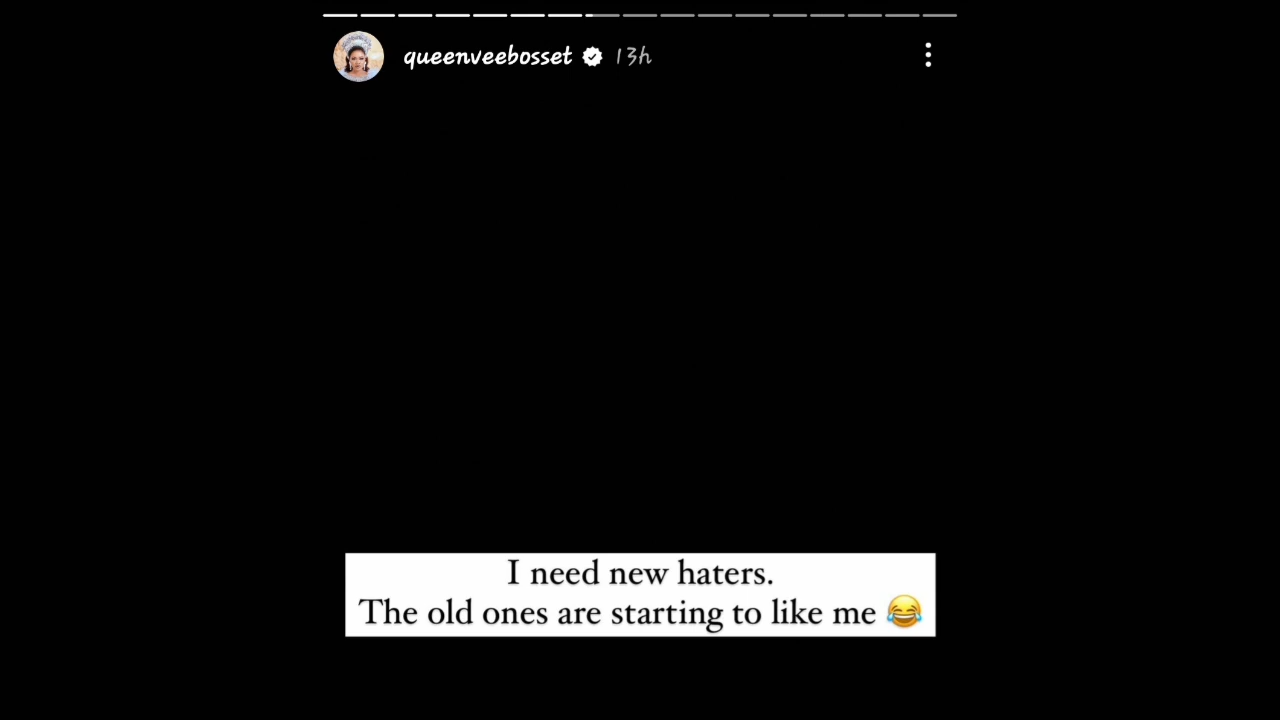 queenveebosset 13h
I need new haters.
The old ones are starting to like me 😂